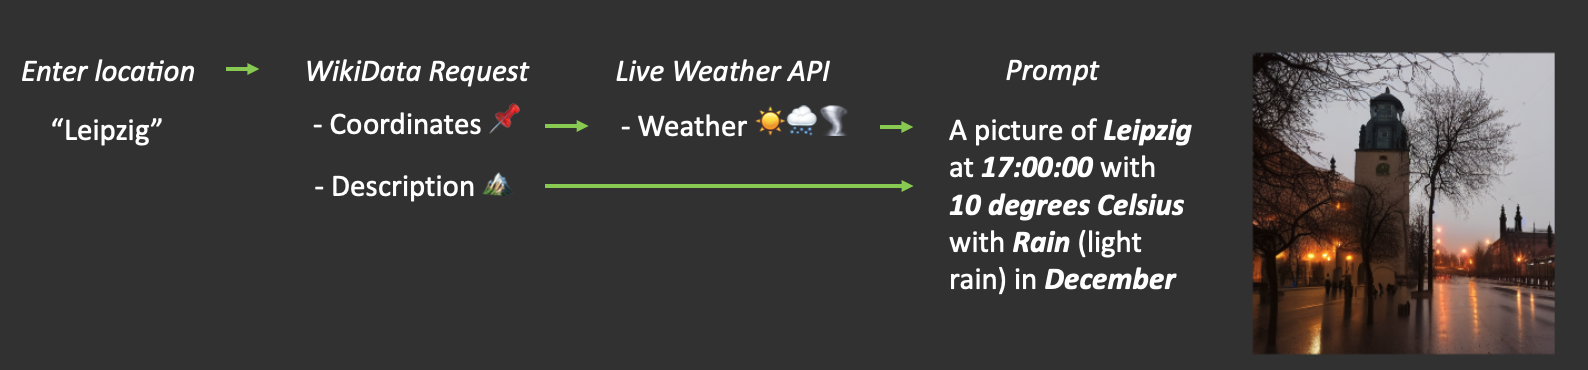 Enter location
"Leipzig"
WikiData Request
- Coordinates 📌
- Description 🏔️
Live Weather API
- Weather ☀️🌧️🌪️
Prompt
A picture of Leipzig
at 17:00:00 with
10 degrees Celsius
with Rain (light
rain) in December